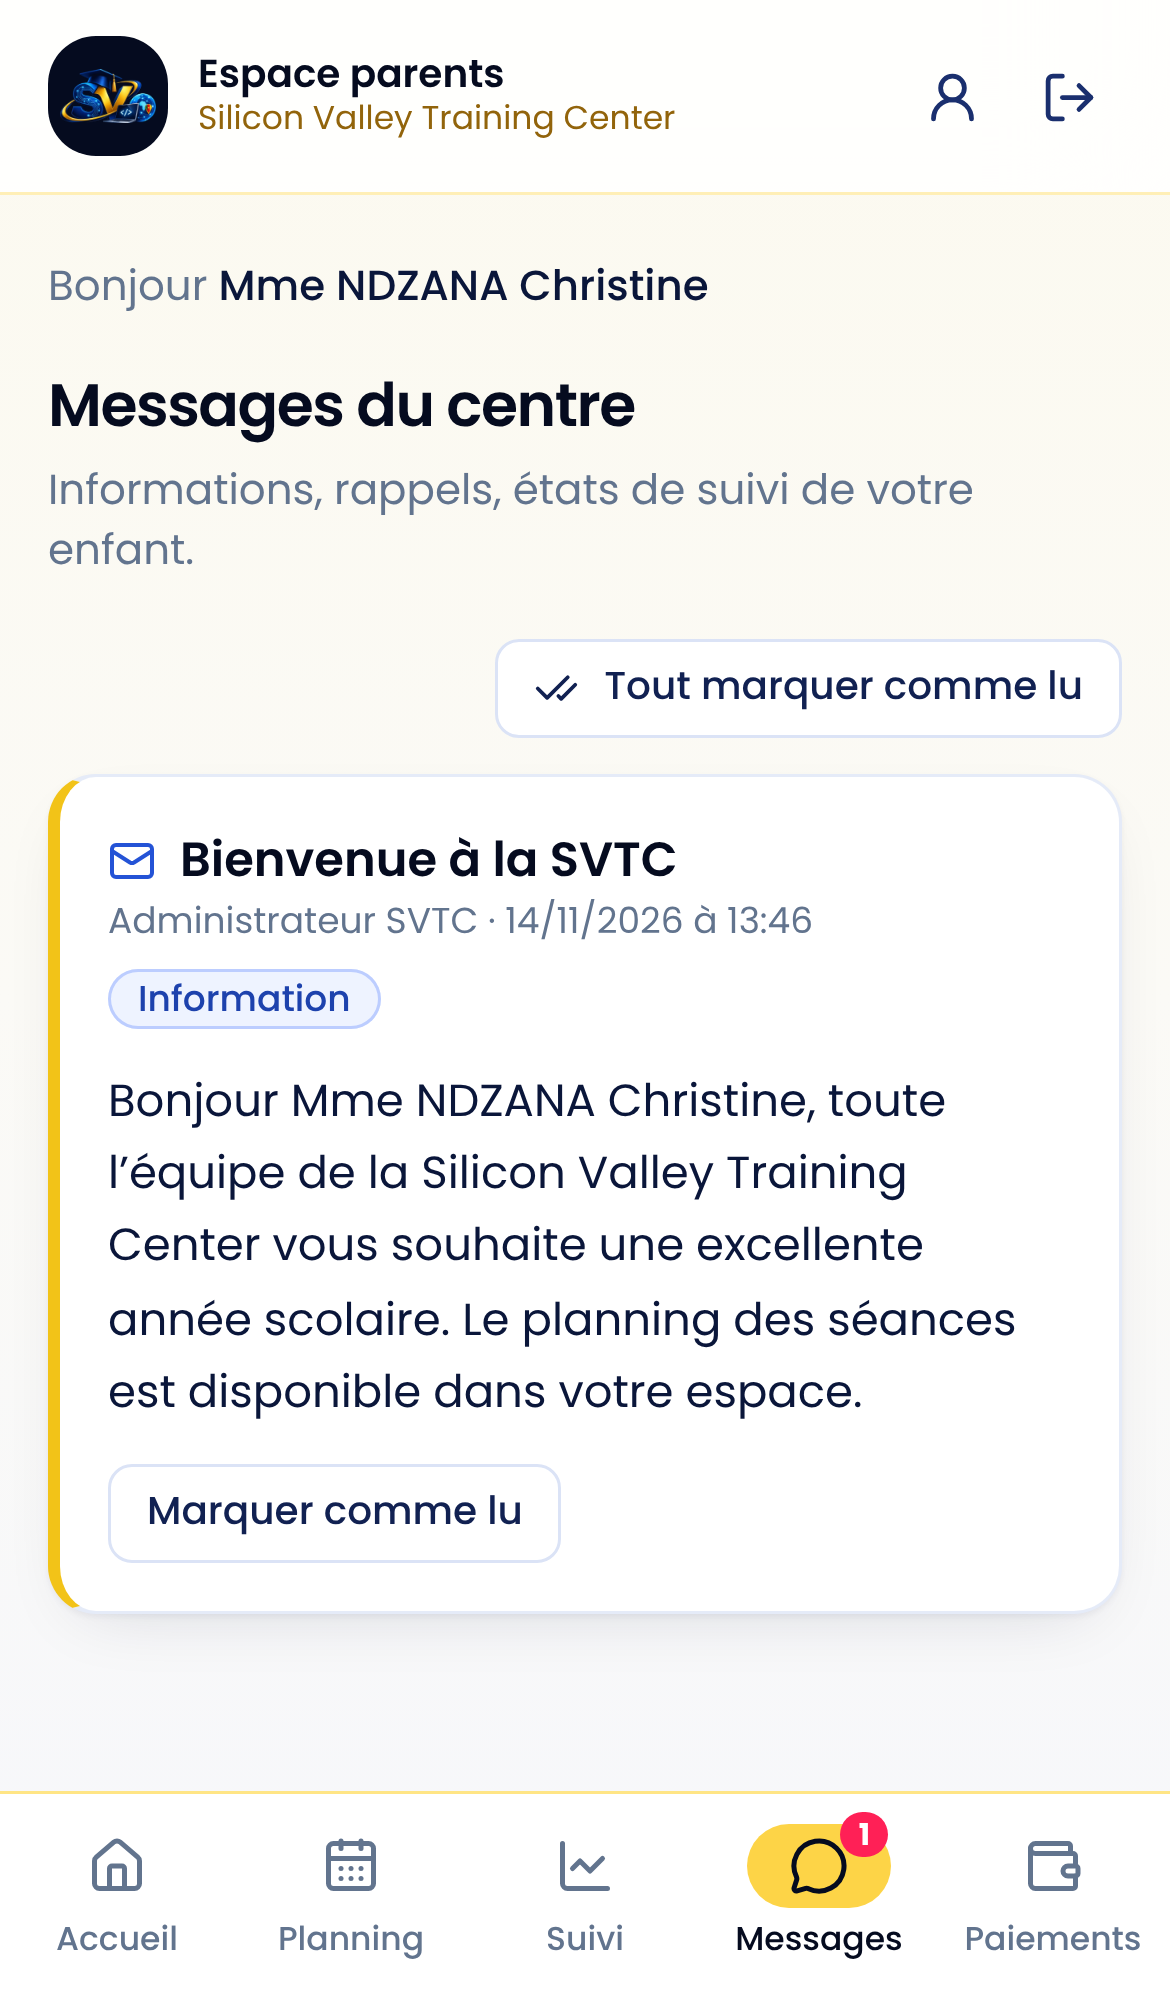 SV
Espace parents
Silicon Valley Training Center
Bonjour Mme NDZANA Christine
Messages du centre
Informations, rappels, états de suivi de votre
enfant.
Tout marquer comme lu
Bienvenue à la SVTC
Administrateur SVTC · 14/11/2026 à 13:46
Information
Bonjour Mme NDZANA Christine, toute
l’équipe de la Silicon Valley Training
Center vous souhaite une excellente
année scolaire. Le planning des séances
est disponible dans votre espace.
Marquer comme lu
1
Accueil
Planning
Suivi
Messages
Paiements